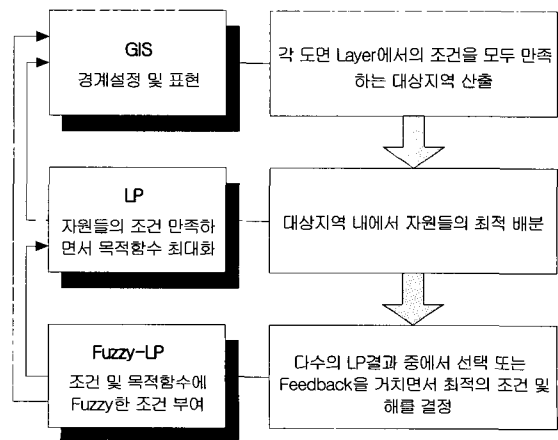 GIS
경계설정 및 표현
각 도면 Layer에서의 조건을 모두 만족
하는 대상지역 산출
LP
자원들의 조건 만족하
면서 목적함수 최대화
대상지역 내에서 자원들의 최적 배분
Fuzzy-LP
조건 및 목적함수에
Fuzzy한 조건 부여
다수의 LP결과 중에서 선택 또는
Feedback을 거치면서 최적의 조건 및
해를 결정